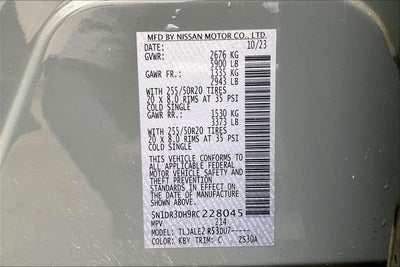 MFD BY NISSAN MOTOR CO., LTD.
DATE: 10/23
GVWR: 2676 KG
5900 LB
GAWR FR: 1335 KG
2943 LB
WITH 255/50R20 TIRES
20 x 8.0 RIMS AT 35 PSI
COLD SINGLE
GAWR RR: 1530 KG
3373 LB
WITH 255/50R20 TIRES
20 x 8.0 RIMS AT 35 PSI
COLD SINGLE
THIS VEHICLE CONFORMS TO
ALL APPLICABLE FEDERAL
MOTOR VEHICLE SAFETY AND
THEFT PREVENTION
STANDARDS IN EFFECT ON
THE DATE OF MANUFACTURE
SHOWN ABOVE.
5N1DR3DH9RC228045
MPV 214
MODEL: TLJALEZ RS3DU7-----
COLOR: KBY TRIM: C ZS30A